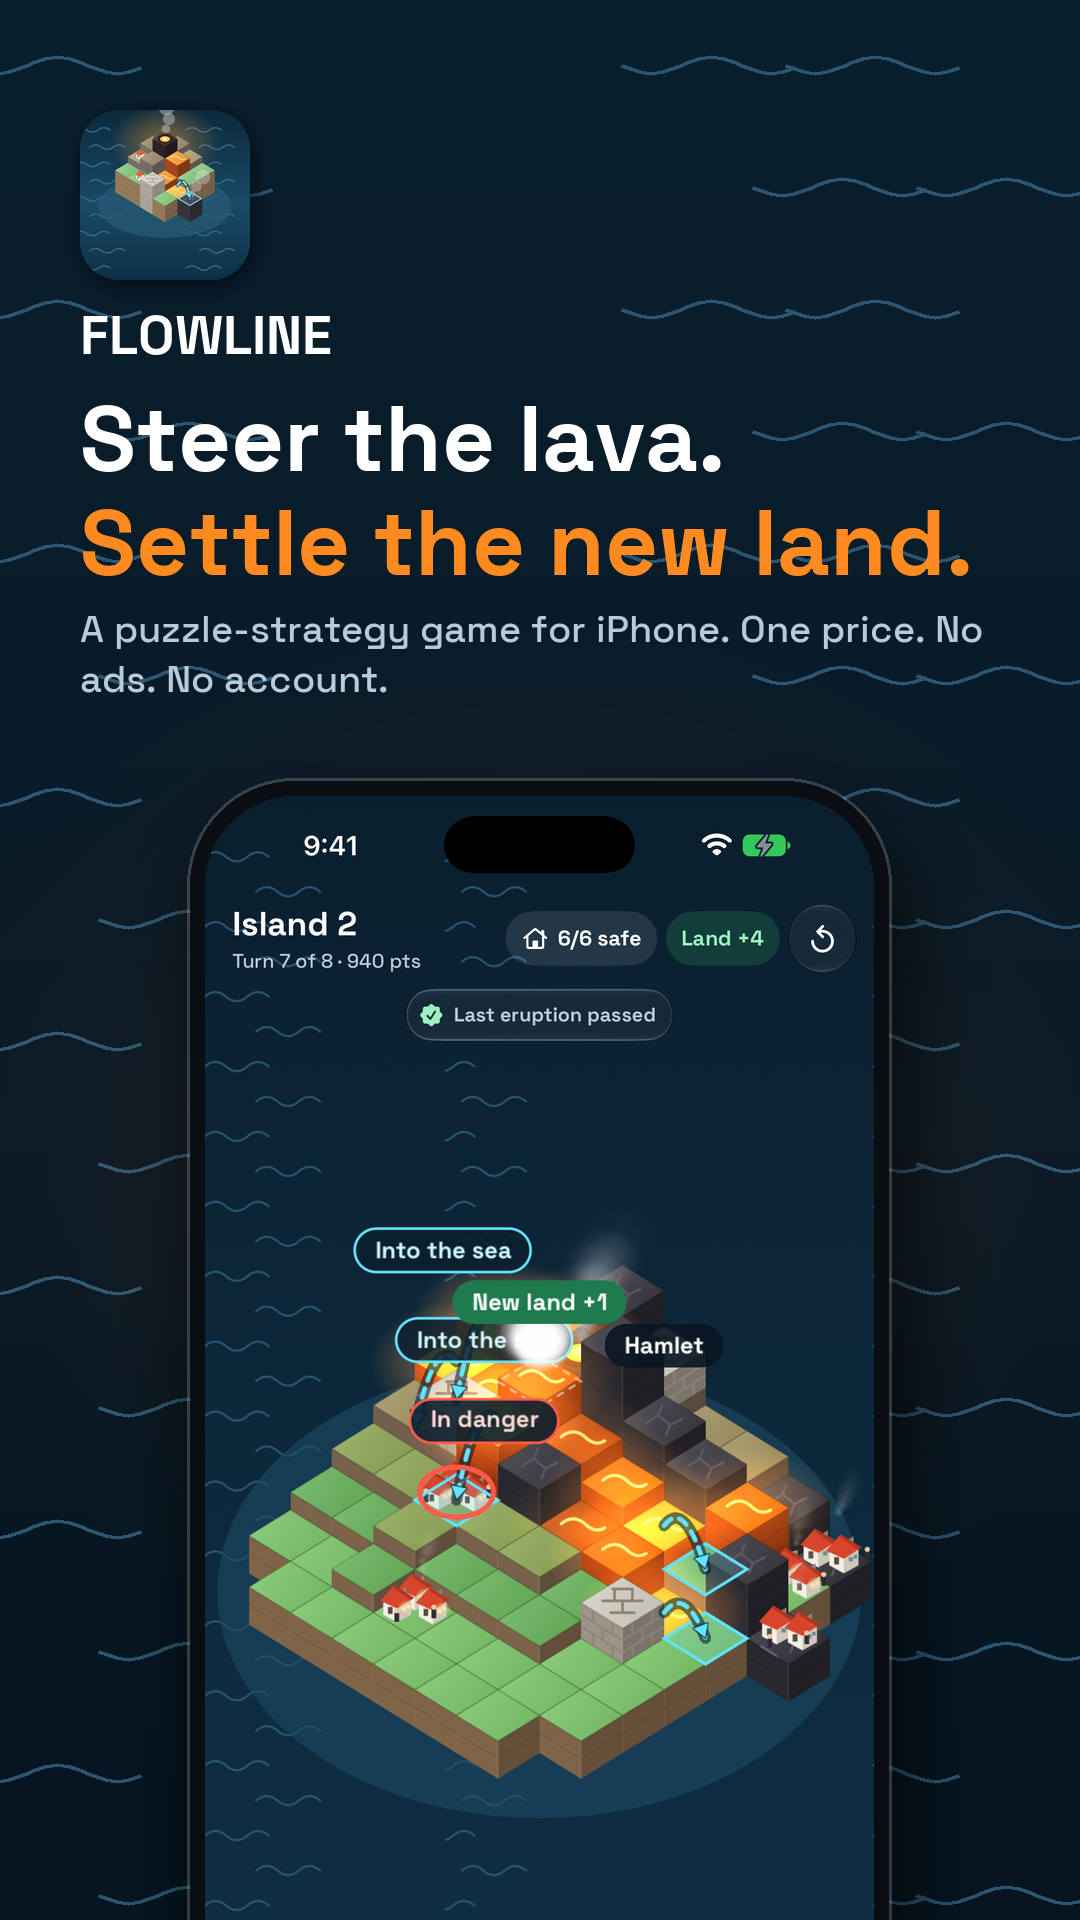 FLOWLINE
Steer the lava.
Settle the new land.
A puzzle-strategy game for iPhone. One price. No
ads. No account.
9:41
Island 2
6/6 safe
Land +4
Turn 7 of 8 · 940 pts
Last eruption passed
Into the sea
New land +1
Into the
Hamlet
In danger